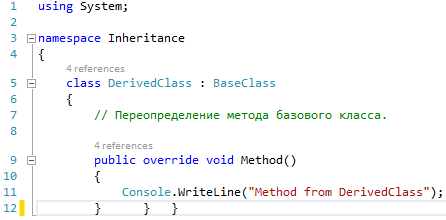 1 using System;
2
3 namespace Inheritance
4 {
4 references
5 class DerivedClass : BaseClass
6 {
7 // Переопределение метода базового класса.
8
4 references
9 public override void Method()
10 {
11 Console.WriteLine("Method from DerivedClass");
12 } } }